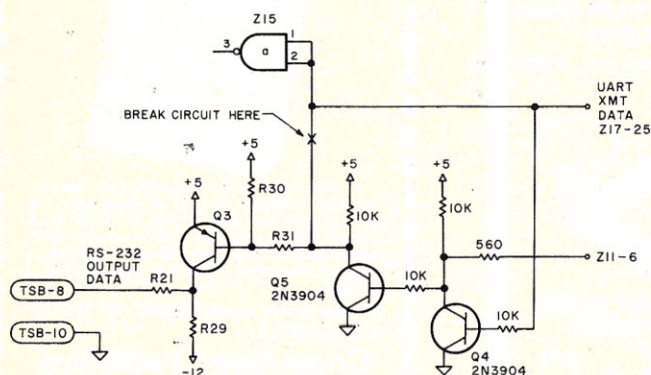 Z15
3
a
1
2
BREAK CIRCUIT HERE
UART
XMT
DATA
Z17-25
+5
R30
+5
10K
+5
10K
+5
Q3
R31
560
Z11-6
RS-232
OUTPUT
DATA
TSB-8
R21
Q5
2N3904
10K
10K
R29
TSB-10
-12
Q4
2N3904